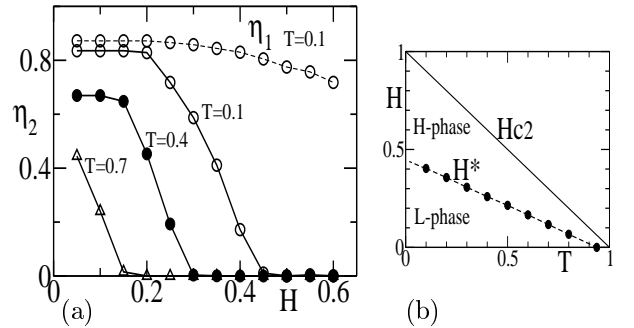 η1 T=0.1
0.8
η2
T=0.1
T=0.4
0.4
T=0.7
0
0 0.2 0.4 H 0.6
(a)
1
H
H-phase
Hc2
0.5
H*
L-phase
0
0 0.5 T 1
(b)